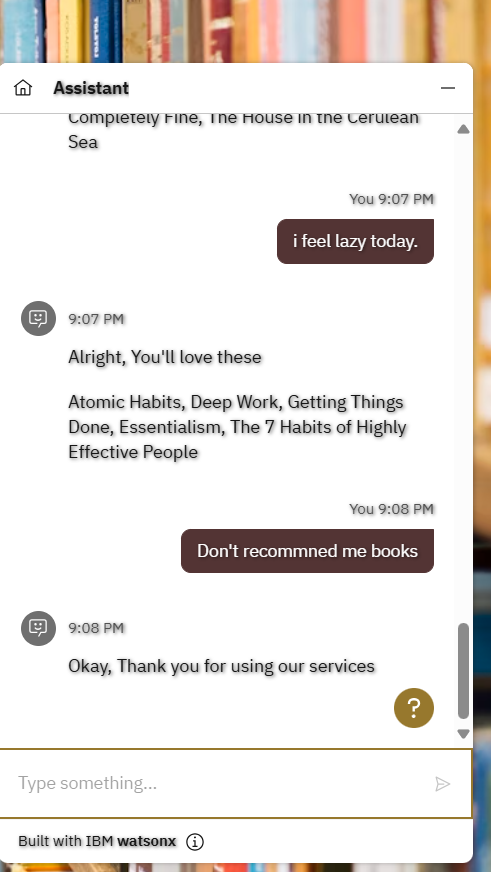 TOLSTOY
Assistant
Completely Fine, The House in the Cerulean
Sea
You 9:07 PM
i feel lazy today.
9:07 PM
Alright, You'll love these
Atomic Habits, Deep Work, Getting Things
Done, Essentialism, The 7 Habits of Highly
Effective People
You 9:08 PM
Don't recommned me books
9:08 PM
Okay, Thank you for using our services
?
Type something...
Built with IBM watsonx